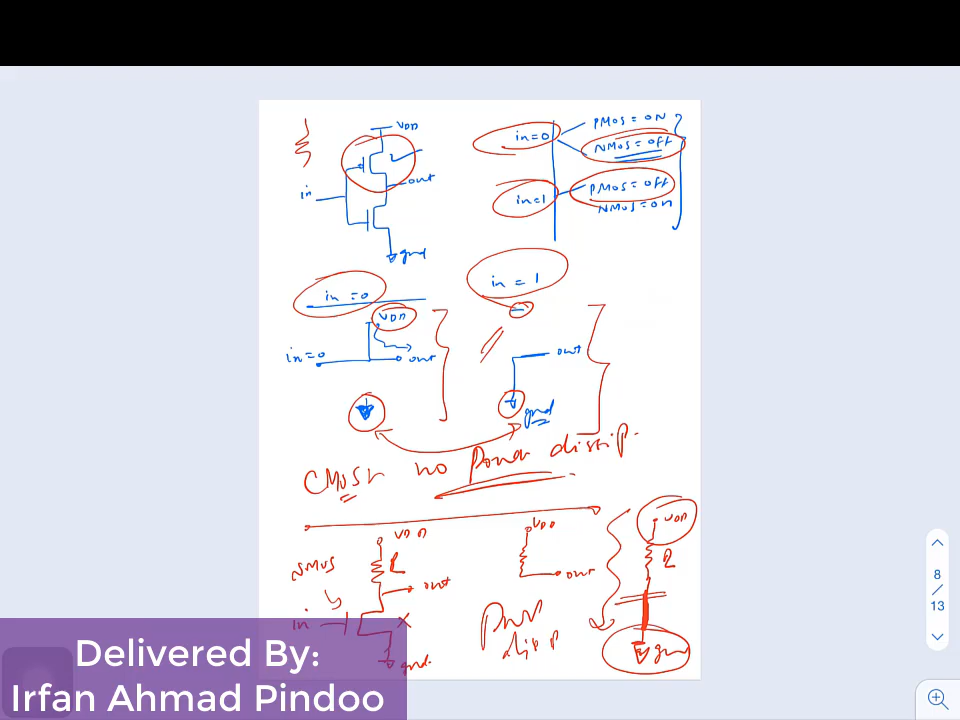 VDD
in
out
gnd
in=0
PMOS = ON
NMOS = OFF
in=1
PMOS = OFF
NMOS = ON
in = 0
VDD
in=0
out
in = 1
out
gnd
no Power dissip.
NMOS
VDD
R
out
in
gnd.
VDD
out
VDD
R
gnd
8
/
13
Delivered By:
Irfan Ahmad Pindoo